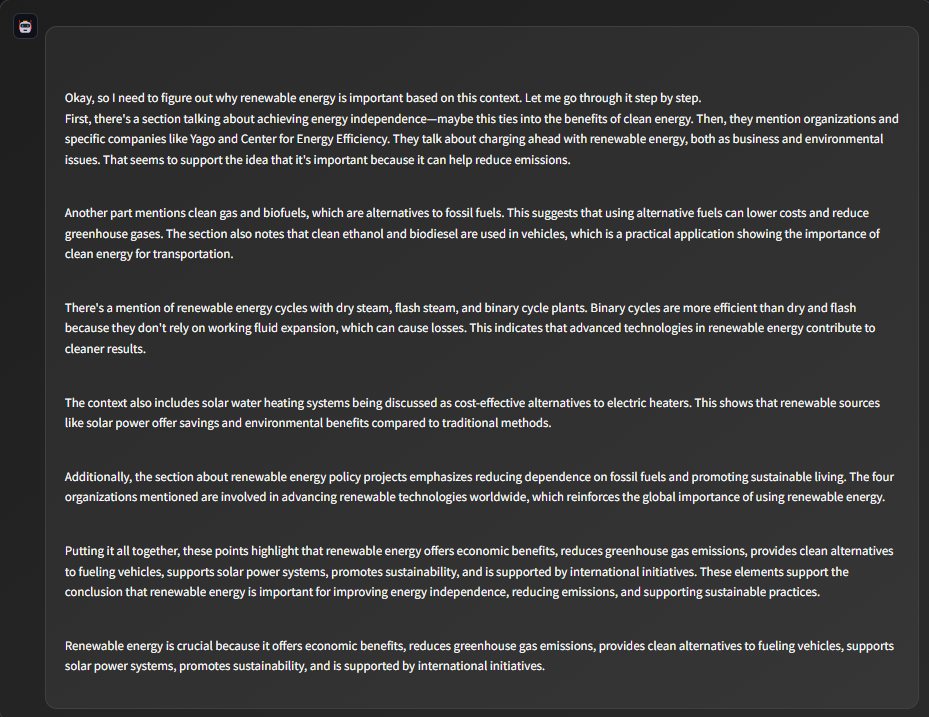 Okay, so I need to figure out why renewable energy is important based on this context. Let me go through it step by step.
First, there's a section talking about achieving energy independence—maybe this ties into the benefits of clean energy. Then, they mention organizations and
specific companies like Yago and Center for Energy Efficiency. They talk about charging ahead with renewable energy, both as business and environmental
issues. That seems to support the idea that it's important because it can help reduce emissions.
Another part mentions clean gas and biofuels, which are alternatives to fossil fuels. This suggests that using alternative fuels can lower costs and reduce
greenhouse gases. The section also notes that clean ethanol and biodiesel are used in vehicles, which is a practical application showing the importance of
clean energy for transportation.
There's a mention of renewable energy cycles with dry steam, flash steam, and binary cycle plants. Binary cycles are more efficient than dry and flash
because they don't rely on working fluid expansion, which can cause losses. This indicates that advanced technologies in renewable energy contribute to
cleaner results.
The context also includes solar water heating systems being discussed as cost-effective alternatives to electric heaters. This shows that renewable sources
like solar power offer savings and environmental benefits compared to traditional methods.
Additionally, the section about renewable energy policy projects emphasizes reducing dependence on fossil fuels and promoting sustainable living. The four
organizations mentioned are involved in advancing renewable technologies worldwide, which reinforces the global importance of using renewable energy.
Putting it all together, these points highlight that renewable energy offers economic benefits, reduces greenhouse gas emissions, provides clean alternatives
to fueling vehicles, supports solar power systems, promotes sustainability, and is supported by international initiatives. These elements support the
conclusion that renewable energy is important for improving energy independence, reducing emissions, and supporting sustainable practices.
Renewable energy is crucial because it offers economic benefits, reduces greenhouse gas emissions, provides clean alternatives to fueling vehicles, supports
solar power systems, promotes sustainability, and is supported by international initiatives.